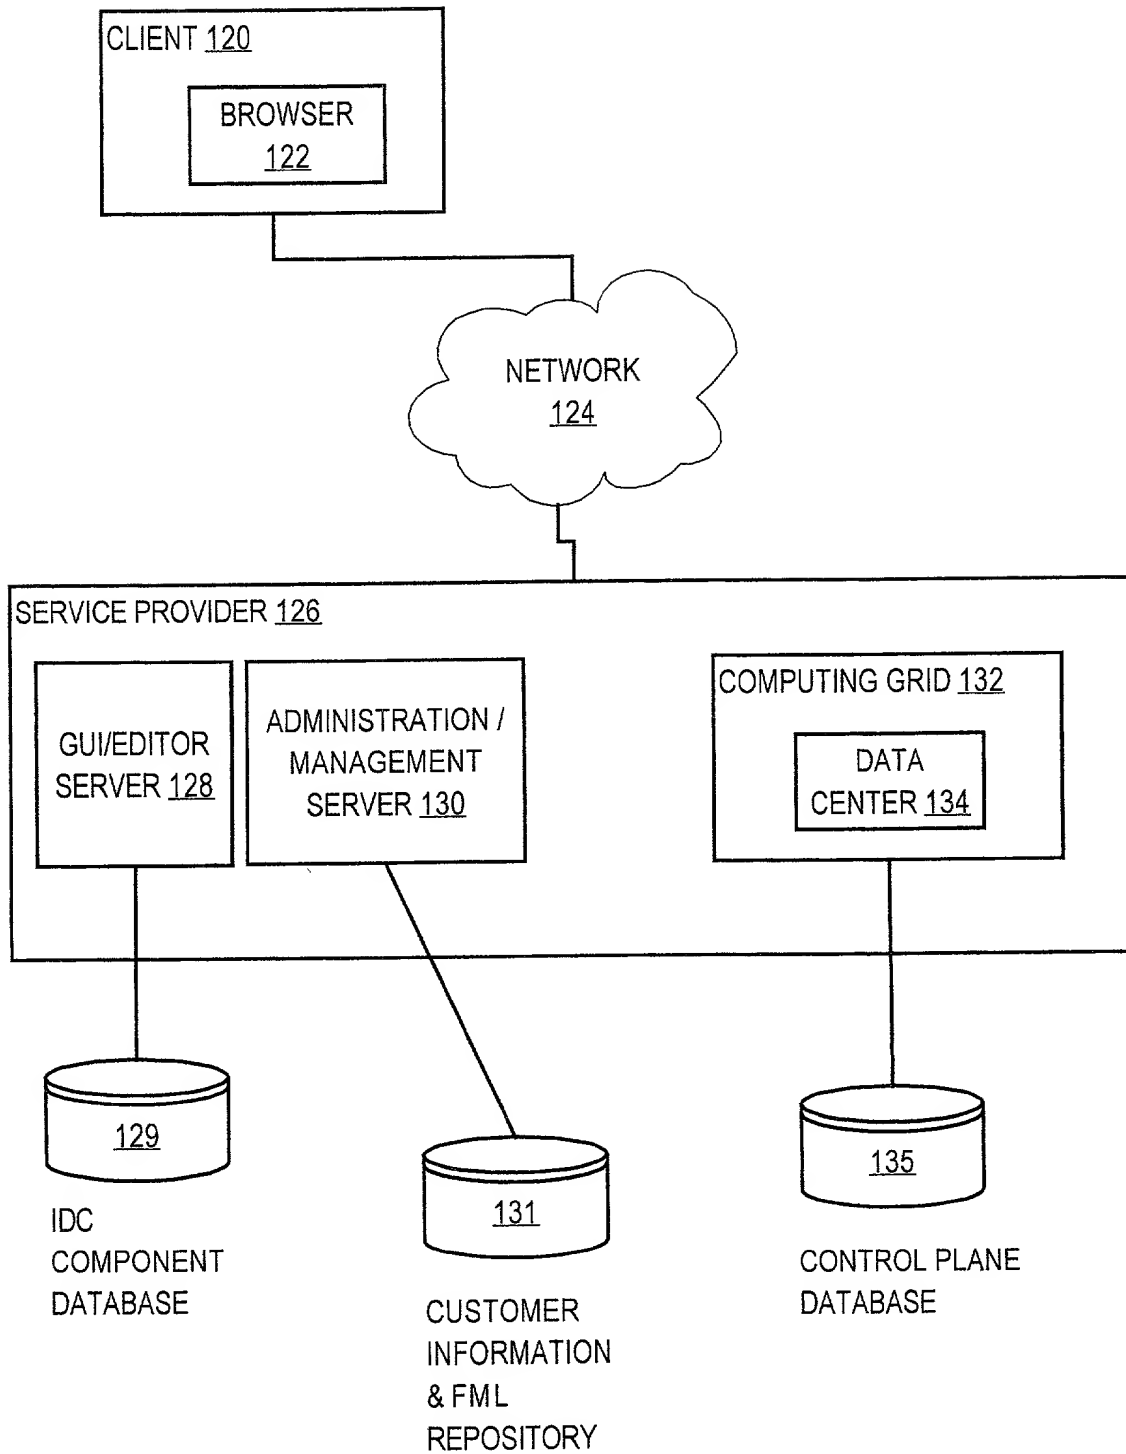 CLIENT 120
BROWSER
122
NETWORK
124
SERVICE PROVIDER 126
GUI/EDITOR
SERVER 128
ADMINISTRATION /
MANAGEMENT
SERVER 130
COMPUTING GRID 132
DATA
CENTER 134
129
IDC
COMPONENT
DATABASE
131
CUSTOMER
INFORMATION
& FML
REPOSITORY
135
CONTROL PLANE
DATABASE